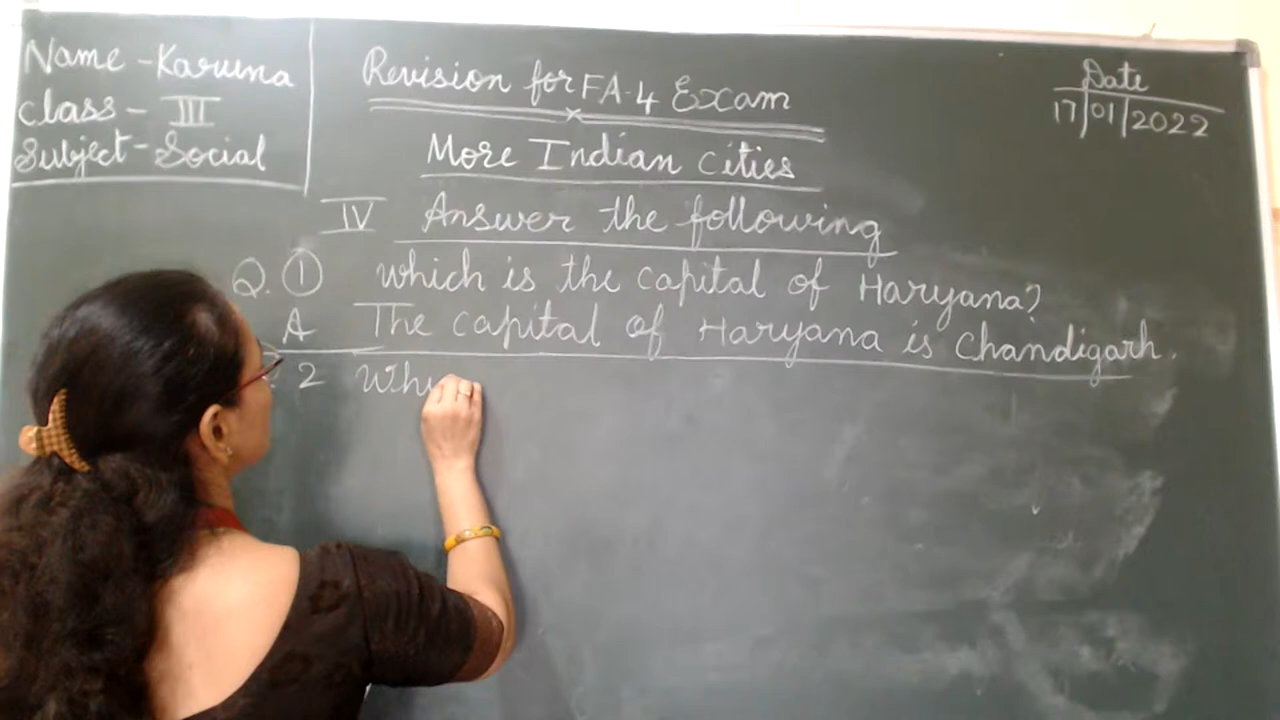 Name - Karuna
Class - III
Subject - Social
Revision for FA-4 Exam
Date
17/01/2022
More Indian Cities
IV Answer the following
Q. 1 which is the capital of Haryana?
A The capital of Haryana is Chandigarh.
2